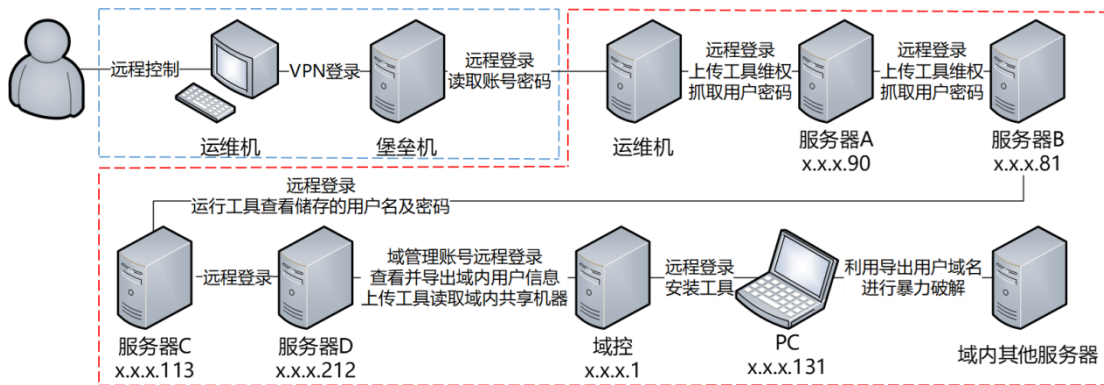 远程控制
VPN登录
远程登录
读取账号密码
远程登录
上传工具维权
抓取用户密码
远程登录
上传工具维权
抓取用户密码
运维机
堡垒机
运维机
服务器A
x.x.x.90
服务器B
x.x.x.81
远程登录
运行工具查看储存的用户名及密码
远程登录
域管理账号远程登录
查看并导出域内用户信息
上传工具读取域内共享机器
远程登录
安装工具
利用导出用户域名
进行暴力破解
服务器C
x.x.x.113
服务器D
x.x.x.212
域控
x.x.x.1
PC
x.x.x.131
域内其他服务器